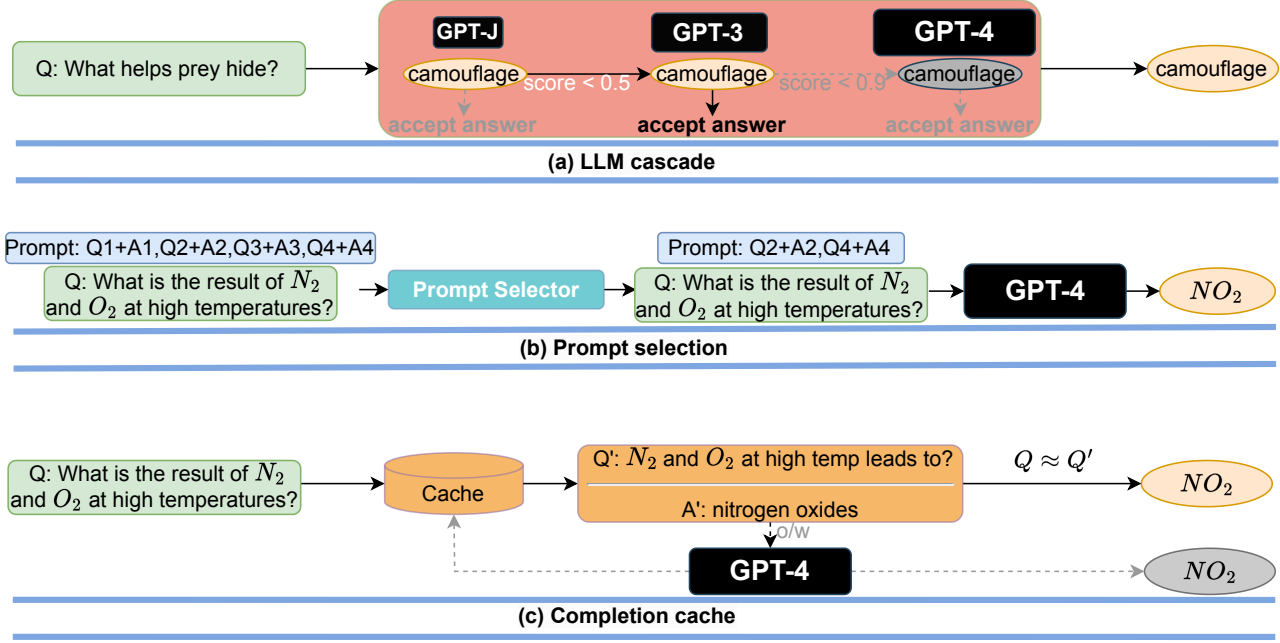 GPT-J
GPT-3
GPT-4
Q: What helps prey hide?
camouflage
score < 0.5
camouflage
score < 0.9
camouflage
camouflage
accept answer
accept answer
accept answer
(a) LLM cascade
Prompt: Q1+A1,Q2+A2,Q3+A3,Q4+A4
Q: What is the result of N₂
and O₂ at high temperatures?
Prompt Selector
Prompt: Q2+A2,Q4+A4
Q: What is the result of N₂
and O₂ at high temperatures?
GPT-4
NO₂
(b) Prompt selection
Q: What is the result of N₂
and O₂ at high temperatures?
Cache
Q': N₂ and O₂ at high temp leads to?
A': nitrogen oxides
Q ≈ Q'
NO₂
o/w
GPT-4
NO₂
(c) Completion cache